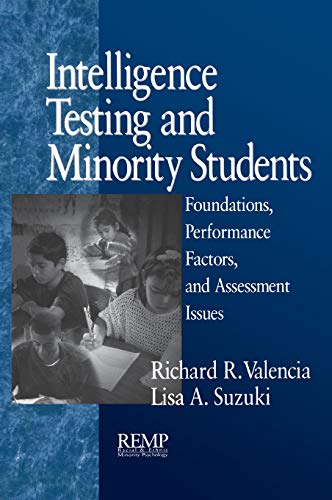 Intelligence
Testing and
Minority Students
Foundations,
Performance
Factors,
and Assessment
Issues
Richard R. Valencia
Lisa A. Suzuki
REMP
Racial & Ethnic
Minority Psychology